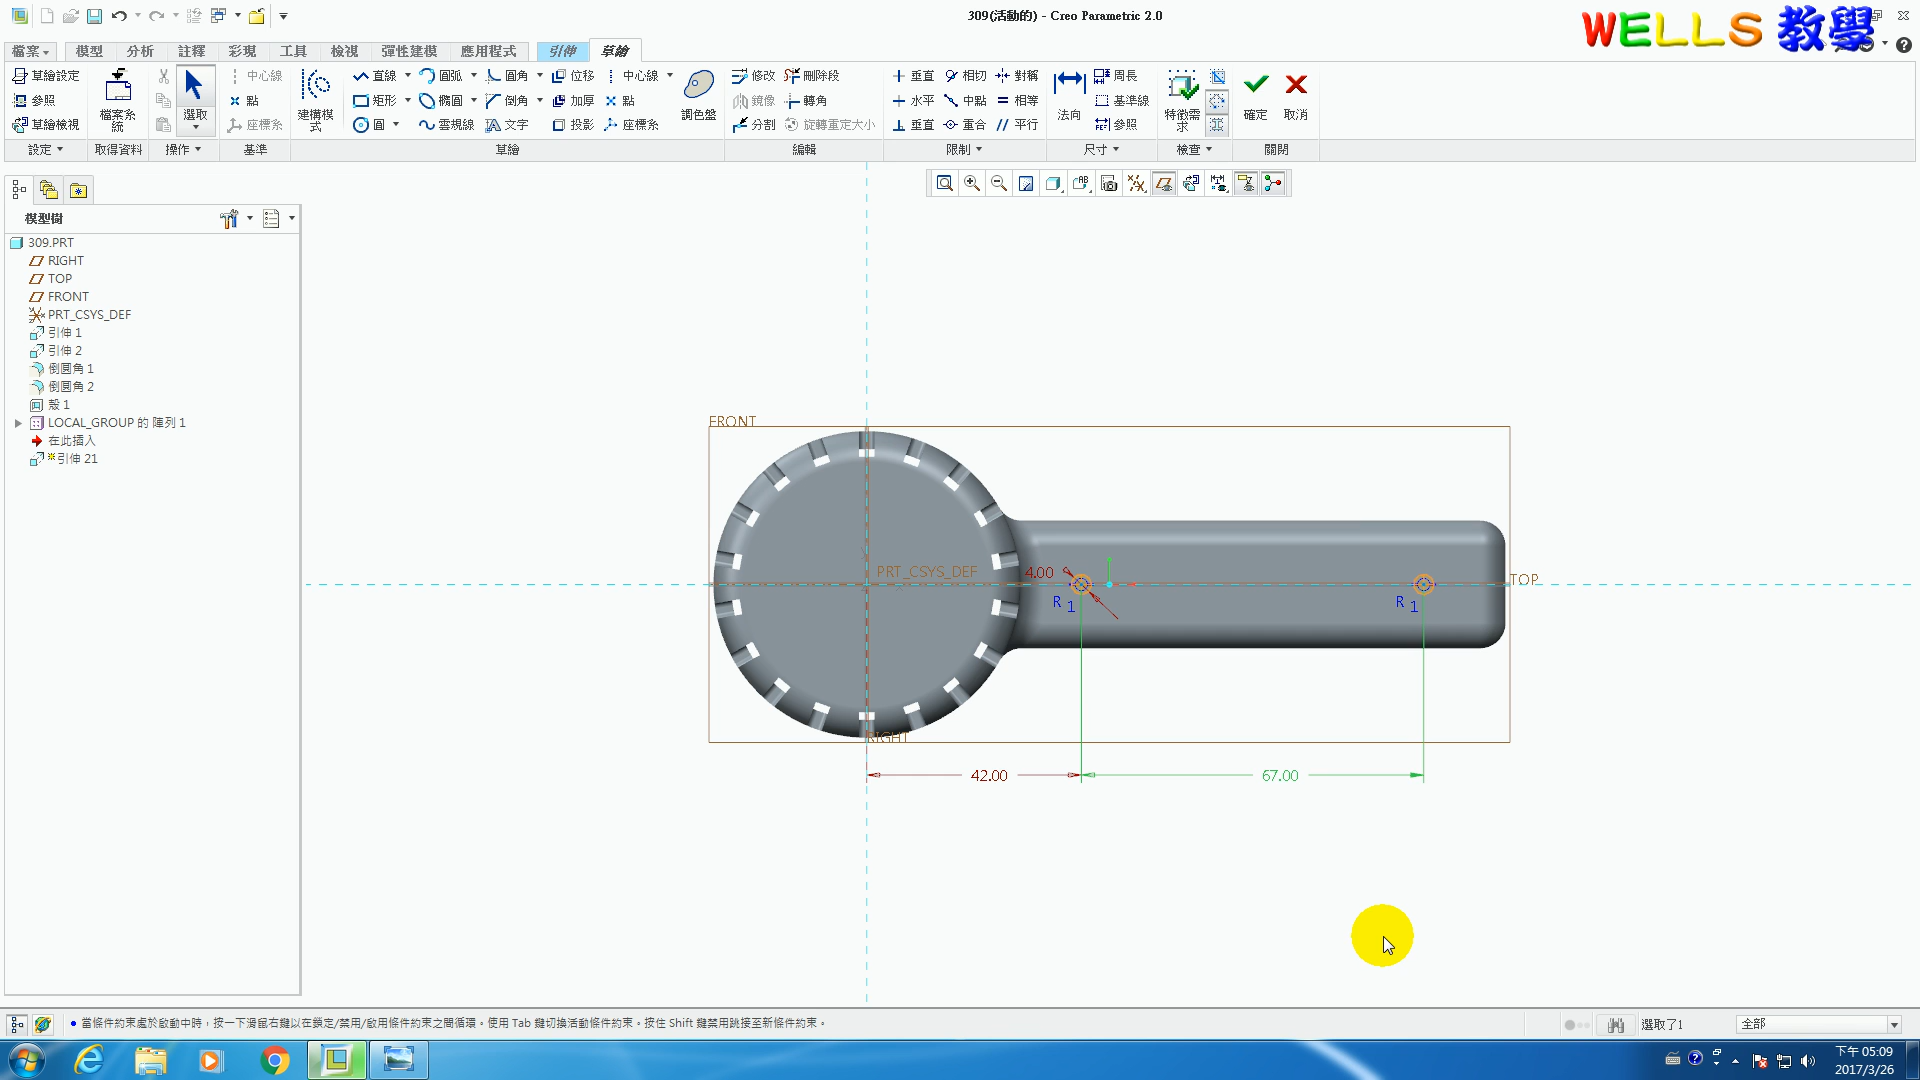 309(活動的) - Creo Parametric 2.0
WELLS 教學
檔案 模型 分析 註釋 彩現 工具 檢視 彈性建模 應用程式 引伸 草繪
草繪設定 中心線 直線 圓弧 圓角 位移 中心線 修改 刪除段 垂直 相切 對稱 周長
參照 點 矩形 橢圓 倒角 加厚 點 鏡像 轉角 水平 中點 相等 基準線
草繪檢視 座標系 圓 雲規線 文字 投影 座標系 分割 旋轉重定大小 垂直 重合 平行 參照
檔案系統 選取 建構模式 調色盤 法向 特徵需求 確定 取消
設定 取得資料 操作 基準 草繪 編輯 限制 尺寸 檢查 關閉
模型樹
309.PRT
RIGHT
TOP
FRONT
PRT_CSYS_DEF
引伸 1
引伸 2
倒圓角 1
倒圓角 2
殼 1
LOCAL_GROUP 的 陣列 1
在此插入
引伸 21
FRONT
PRT_CSYS_DEF
4.00
TOP
R 1
R 1
RIGHT
42.00
67.00
當條件約束處於啟動中時，按一下滑鼠右鍵以在鎖定/禁用/啟用條件約束之間循環。使用 Tab 鍵切換活動條件約束。按住 Shift 鍵禁用跳接至新條件約束。
選取了1
全部
下午 05:09
2017/3/26